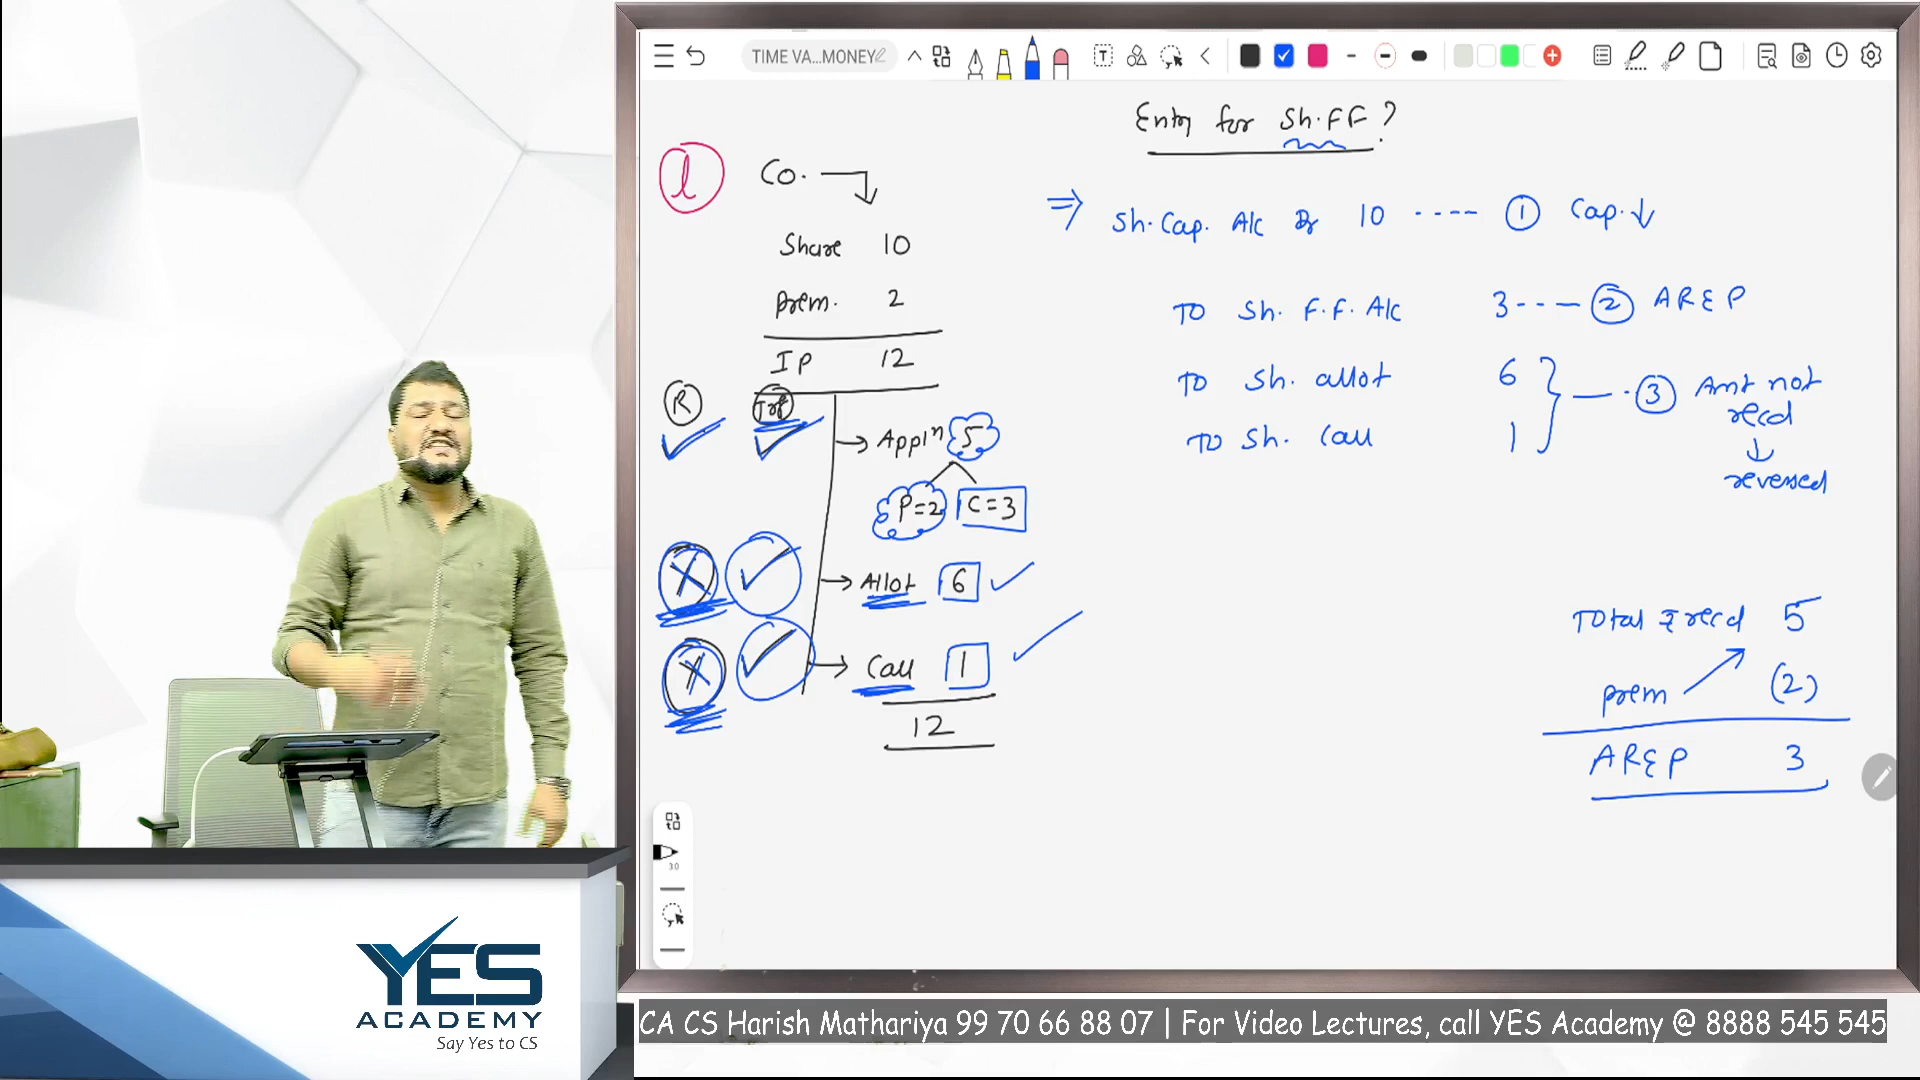 TIME VA...MONEY
Entry for Sh.FF?
1
Co.
Share 10
Prem. 2
IP 12
R Trf
Appln 5
P=2 C=3
Allot 6
Call 1
12
⇒ Sh.Cap. A/c Dr 10 ---- 1 Cap.↓
To Sh. F.F. A/c 3 ---- 2 AREP
To Sh. allot 6
To Sh. Call 1
3 Amt not
recd
↓
reversed
Total ₹ recd 5
prem (2)
AREP 3
30
YES
ACADEMY
Say Yes to CS
CA CS Harish Mathariya 99 70 66 88 07 | For Video Lectures, call YES Academy @ 8888 545 545